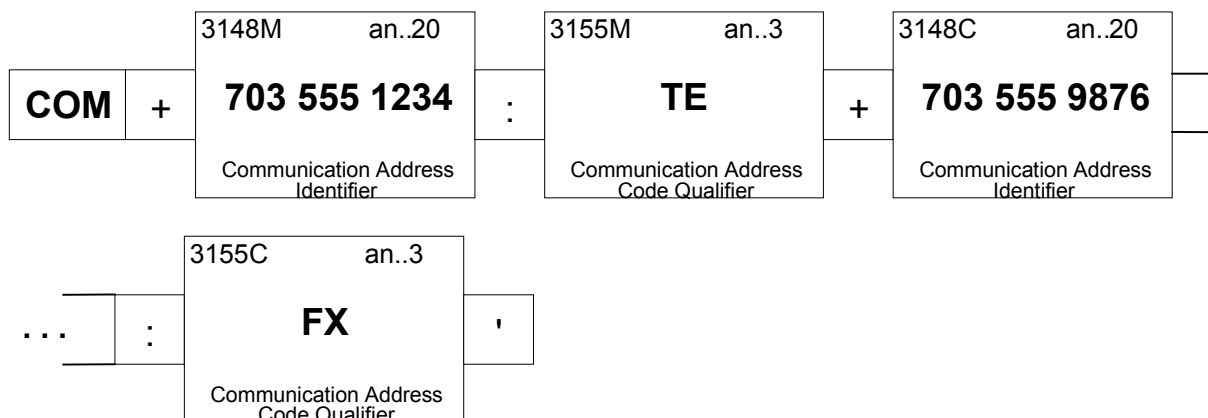 3148M an..20 3155M an..3 3148C an..20
COM + 703 555 1234 : TE + 703 555 9876
Communication Address Communication Address Communication Address
Identifier Code Qualifier Identifier
3155C an..3
... : FX '
Communication Address
Code Qualifier